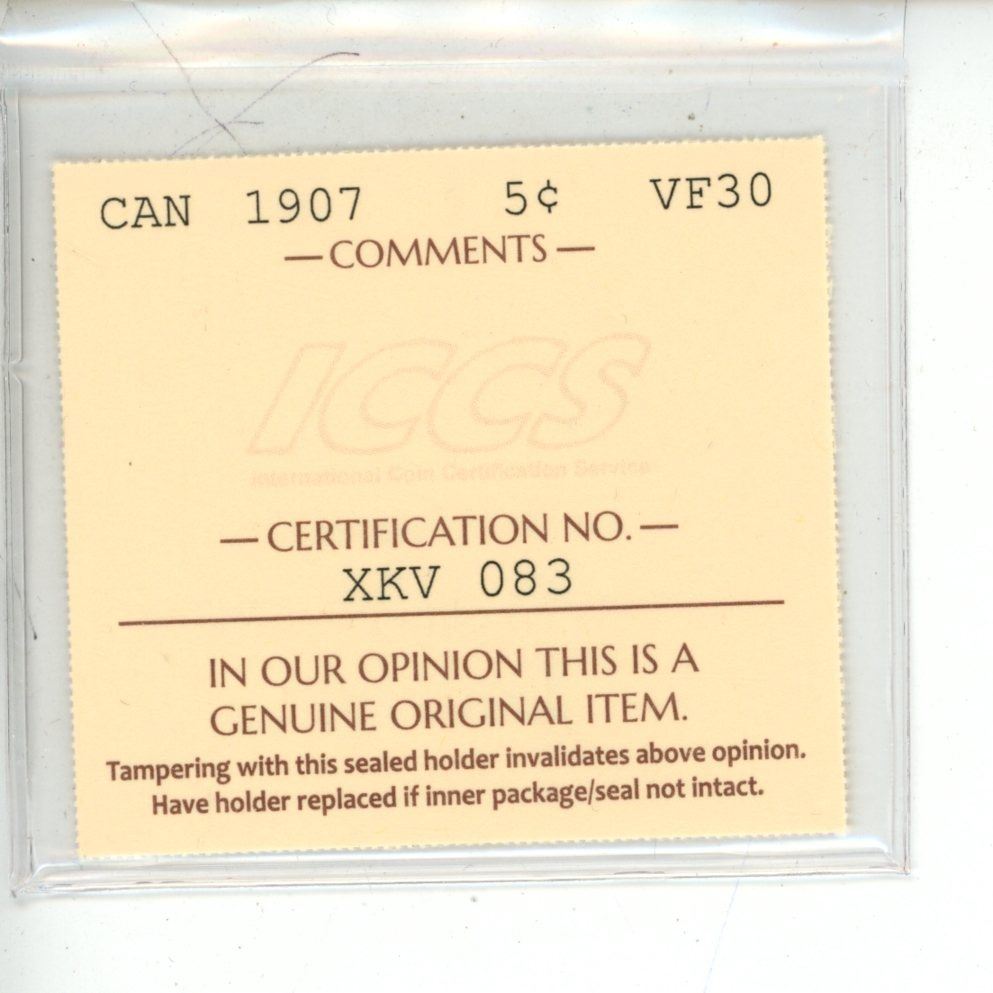 CAN 1907 5¢ VF30
— COMMENTS —
ICCS
International Coin Certification Service
— CERTIFICATION NO. —
XKV 083
IN OUR OPINION THIS IS A
GENUINE ORIGINAL ITEM.
Tampering with this sealed holder invalidates above opinion.
Have holder replaced if inner package/seal not intact.